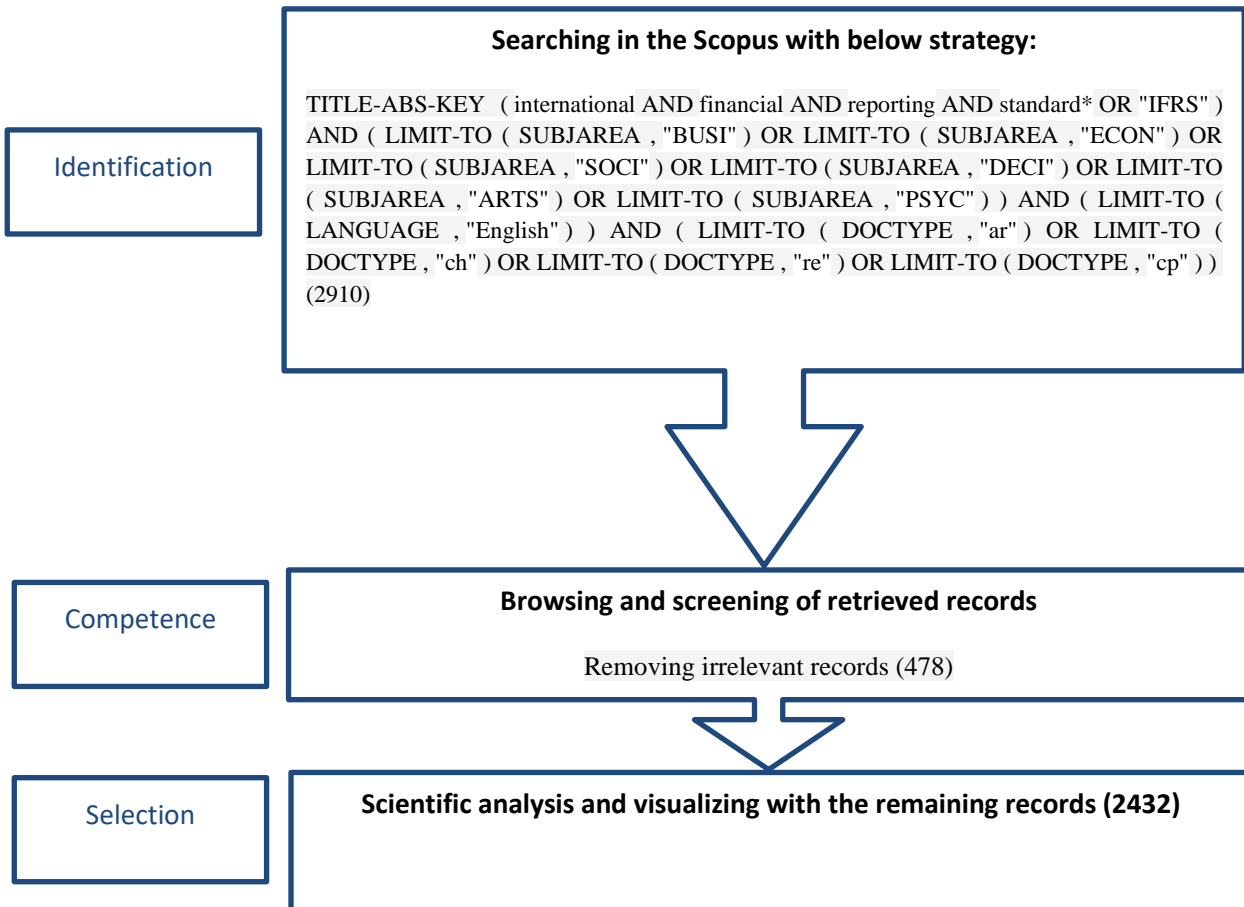 Searching in the Scopus with below strategy:
Identification
TITLE-ABS-KEY ( international AND financial AND reporting AND standard* OR "IFRS" )
AND ( LIMIT-TO ( SUBJAREA , "BUSI" ) OR LIMIT-TO ( SUBJAREA , "ECON" ) OR
LIMIT-TO ( SUBJAREA , "SOCI" ) OR LIMIT-TO ( SUBJAREA , "DECI" ) OR LIMIT-TO
( SUBJAREA , "ARTS" ) OR LIMIT-TO ( SUBJAREA , "PSYC" ) ) AND ( LIMIT-TO (
LANGUAGE , "English" ) ) AND ( LIMIT-TO ( DOCTYPE , "ar" ) OR LIMIT-TO (
DOCTYPE , "ch" ) OR LIMIT-TO ( DOCTYPE , "re" ) OR LIMIT-TO ( DOCTYPE , "cp" ) )
(2910)
Competence
Browsing and screening of retrieved records
Removing irrelevant records (478)
Selection
Scientific analysis and visualizing with the remaining records (2432)